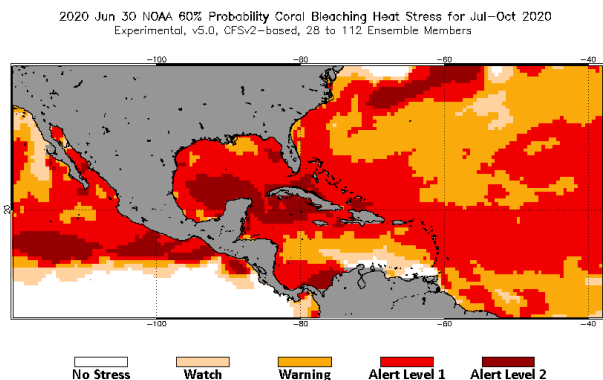 2020 Jun 30 NOAA 60% Probability Coral Bleaching Heat Stress for Jul-Oct 2020
Experimental, v5.0, CFSv2-based, 28 to 112 Ensemble Members
-100 -80 -60 -40
20
-100 -80 -60 -40
No Stress Watch Warning Alert Level 1 Alert Level 2